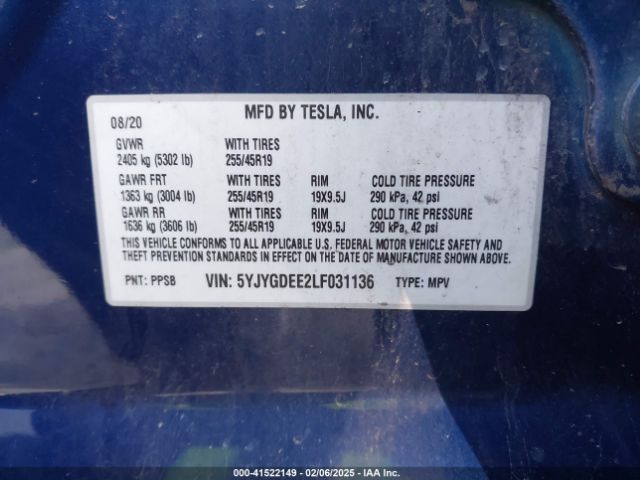 MFD BY TESLA, INC.
08/20
GVWR WITH TIRES
2405 kg (5302 lb) 255/45R19
GAWR FRT WITH TIRES RIM COLD TIRE PRESSURE
1363 kg (3004 lb) 255/45R19 19X9.5J 290 kPa, 42 psi
GAWR RR WITH TIRES RIM COLD TIRE PRESSURE
1636 kg (3606 lb) 255/45R19 19X9.5J 290 kPa, 42 psi
THIS VEHICLE CONFORMS TO ALL APPLICABLE U.S. FEDERAL MOTOR VEHICLE SAFETY AND
THEFT PREVENTION STANDARDS IN EFFECT ON THE DATE OF MANUFACTURE SHOWN ABOVE.
PNT: PPSB VIN: 5YJYGDEE2LF031136 TYPE: MPV
000-41522149 - 02/06/2025 - IAA Inc.